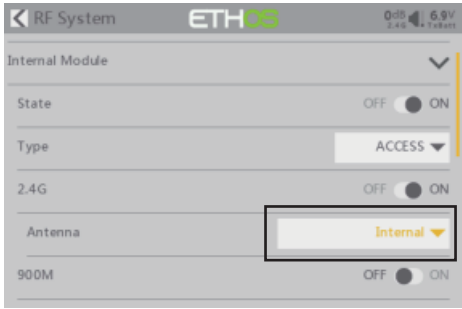 RF System ETHOS 0dB 2.4G 6.9V TxBatt
Internal Module
State OFF ON
Type ACCESS
2.4G OFF ON
Antenna Internal
900M OFF ON